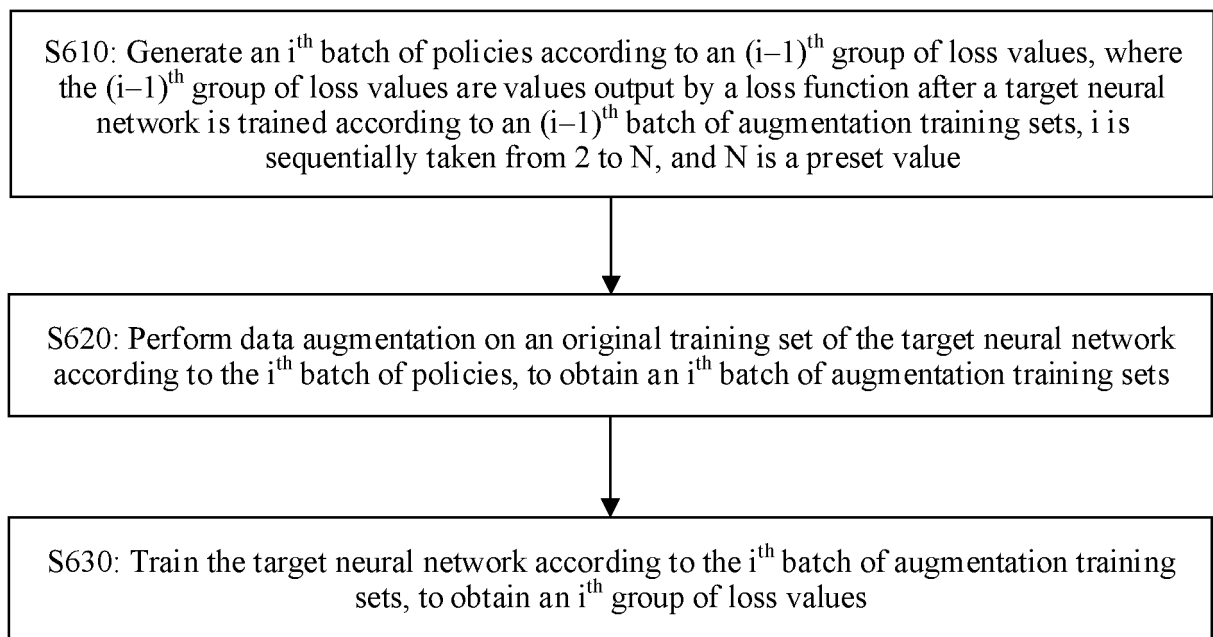 S610: Generate an i^th batch of policies according to an (i–1)^th group of loss values, where
the (i–1)^th group of loss values are values output by a loss function after a target neural
network is trained according to an (i–1)^th batch of augmentation training sets, i is
sequentially taken from 2 to N, and N is a preset value
S620: Perform data augmentation on an original training set of the target neural network
according to the i^th batch of policies, to obtain an i^th batch of augmentation training sets
S630: Train the target neural network according to the i^th batch of augmentation training
sets, to obtain an i^th group of loss values